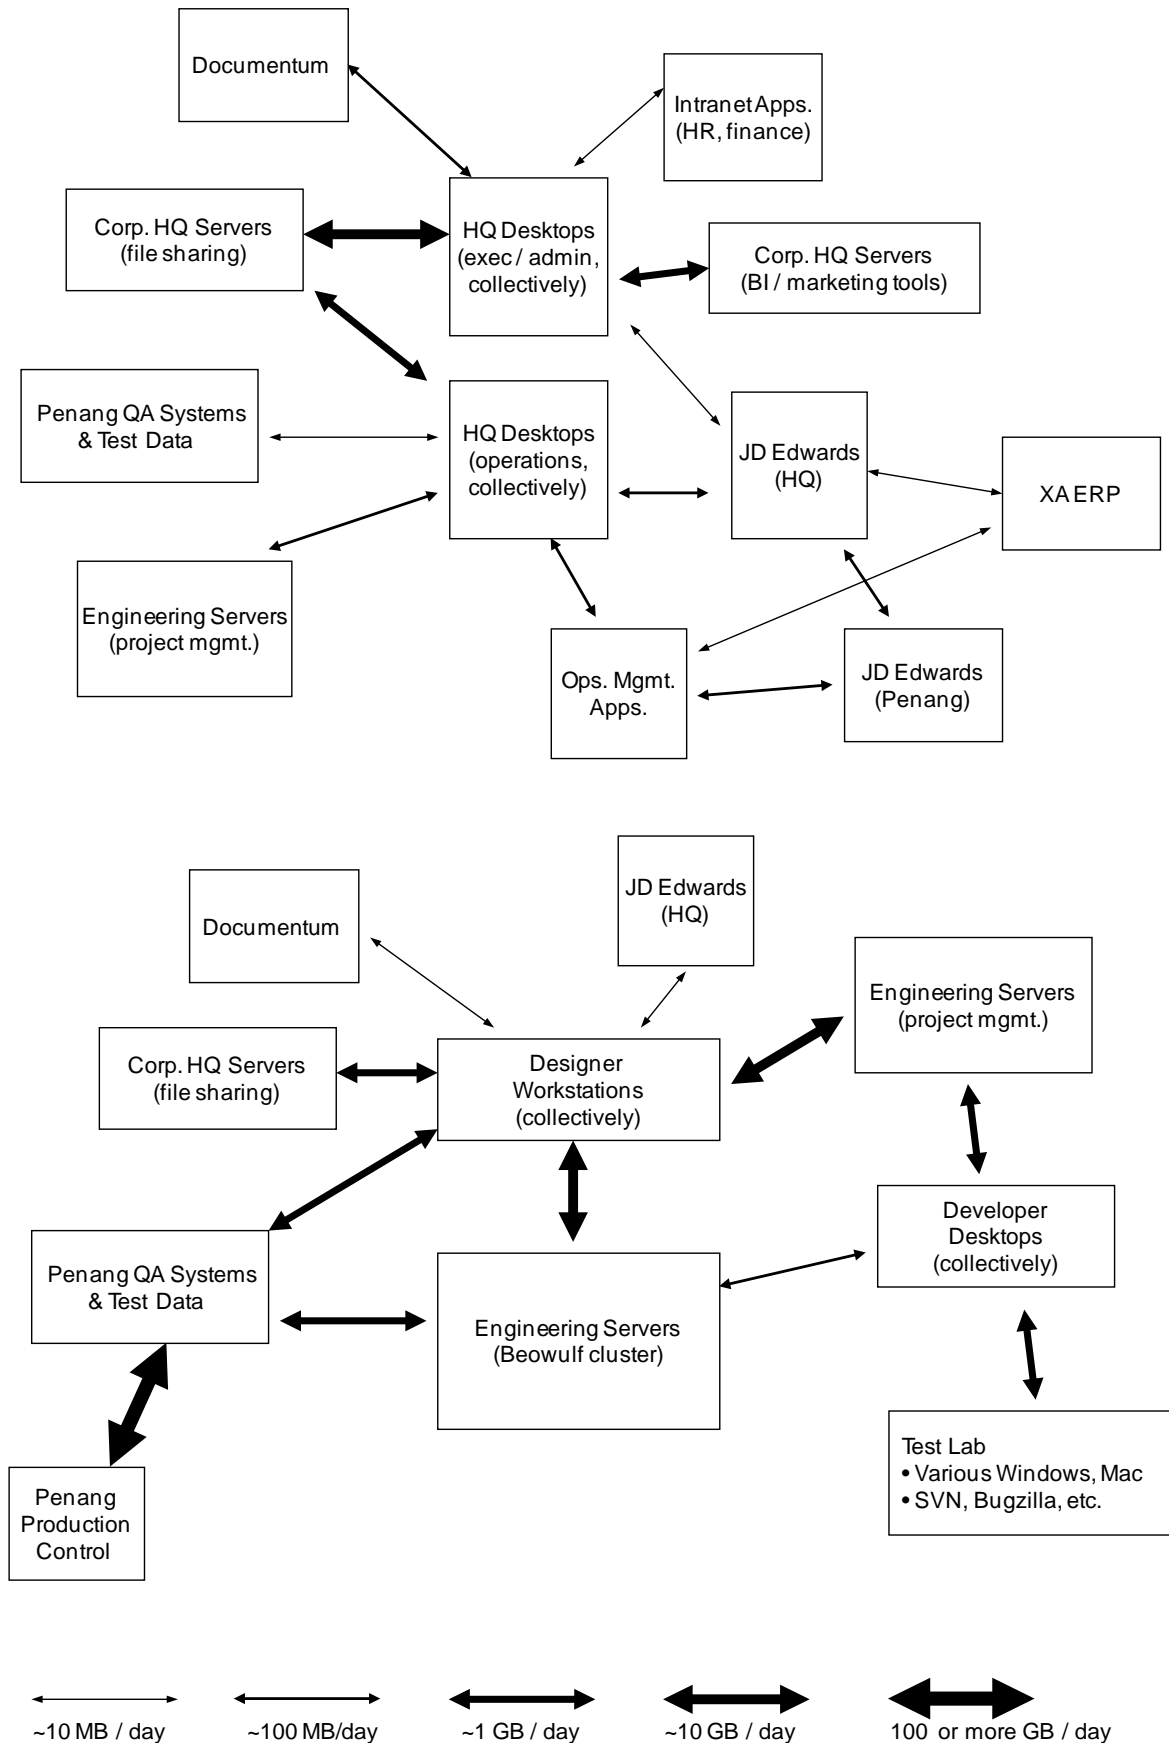 Documentum
Intranet Apps.
(HR, finance)
Corp. HQ Servers
(file sharing)
HQ Desktops
(exec / admin,
collectively)
Corp. HQ Servers
(BI / marketing tools)
Penang QA Systems
& Test Data
HQ Desktops
(operations,
collectively)
JD Edwards
(HQ)
XA ERP
Engineering Servers
(project mgmt.)
Ops. Mgmt.
Apps.
JD Edwards
(Penang)
Documentum
JD Edwards
(HQ)
Engineering Servers
(project mgmt.)
Corp. HQ Servers
(file sharing)
Designer
Workstations
(collectively)
Developer
Desktops
(collectively)
Penang QA Systems
& Test Data
Engineering Servers
(Beowulf cluster)
Test Lab
• Various Windows, Mac
• SVN, Bugzilla, etc.
Penang
Production
Control
~10 MB / day
~100 MB/day
~1 GB / day
~10 GB / day
100 or more GB / day